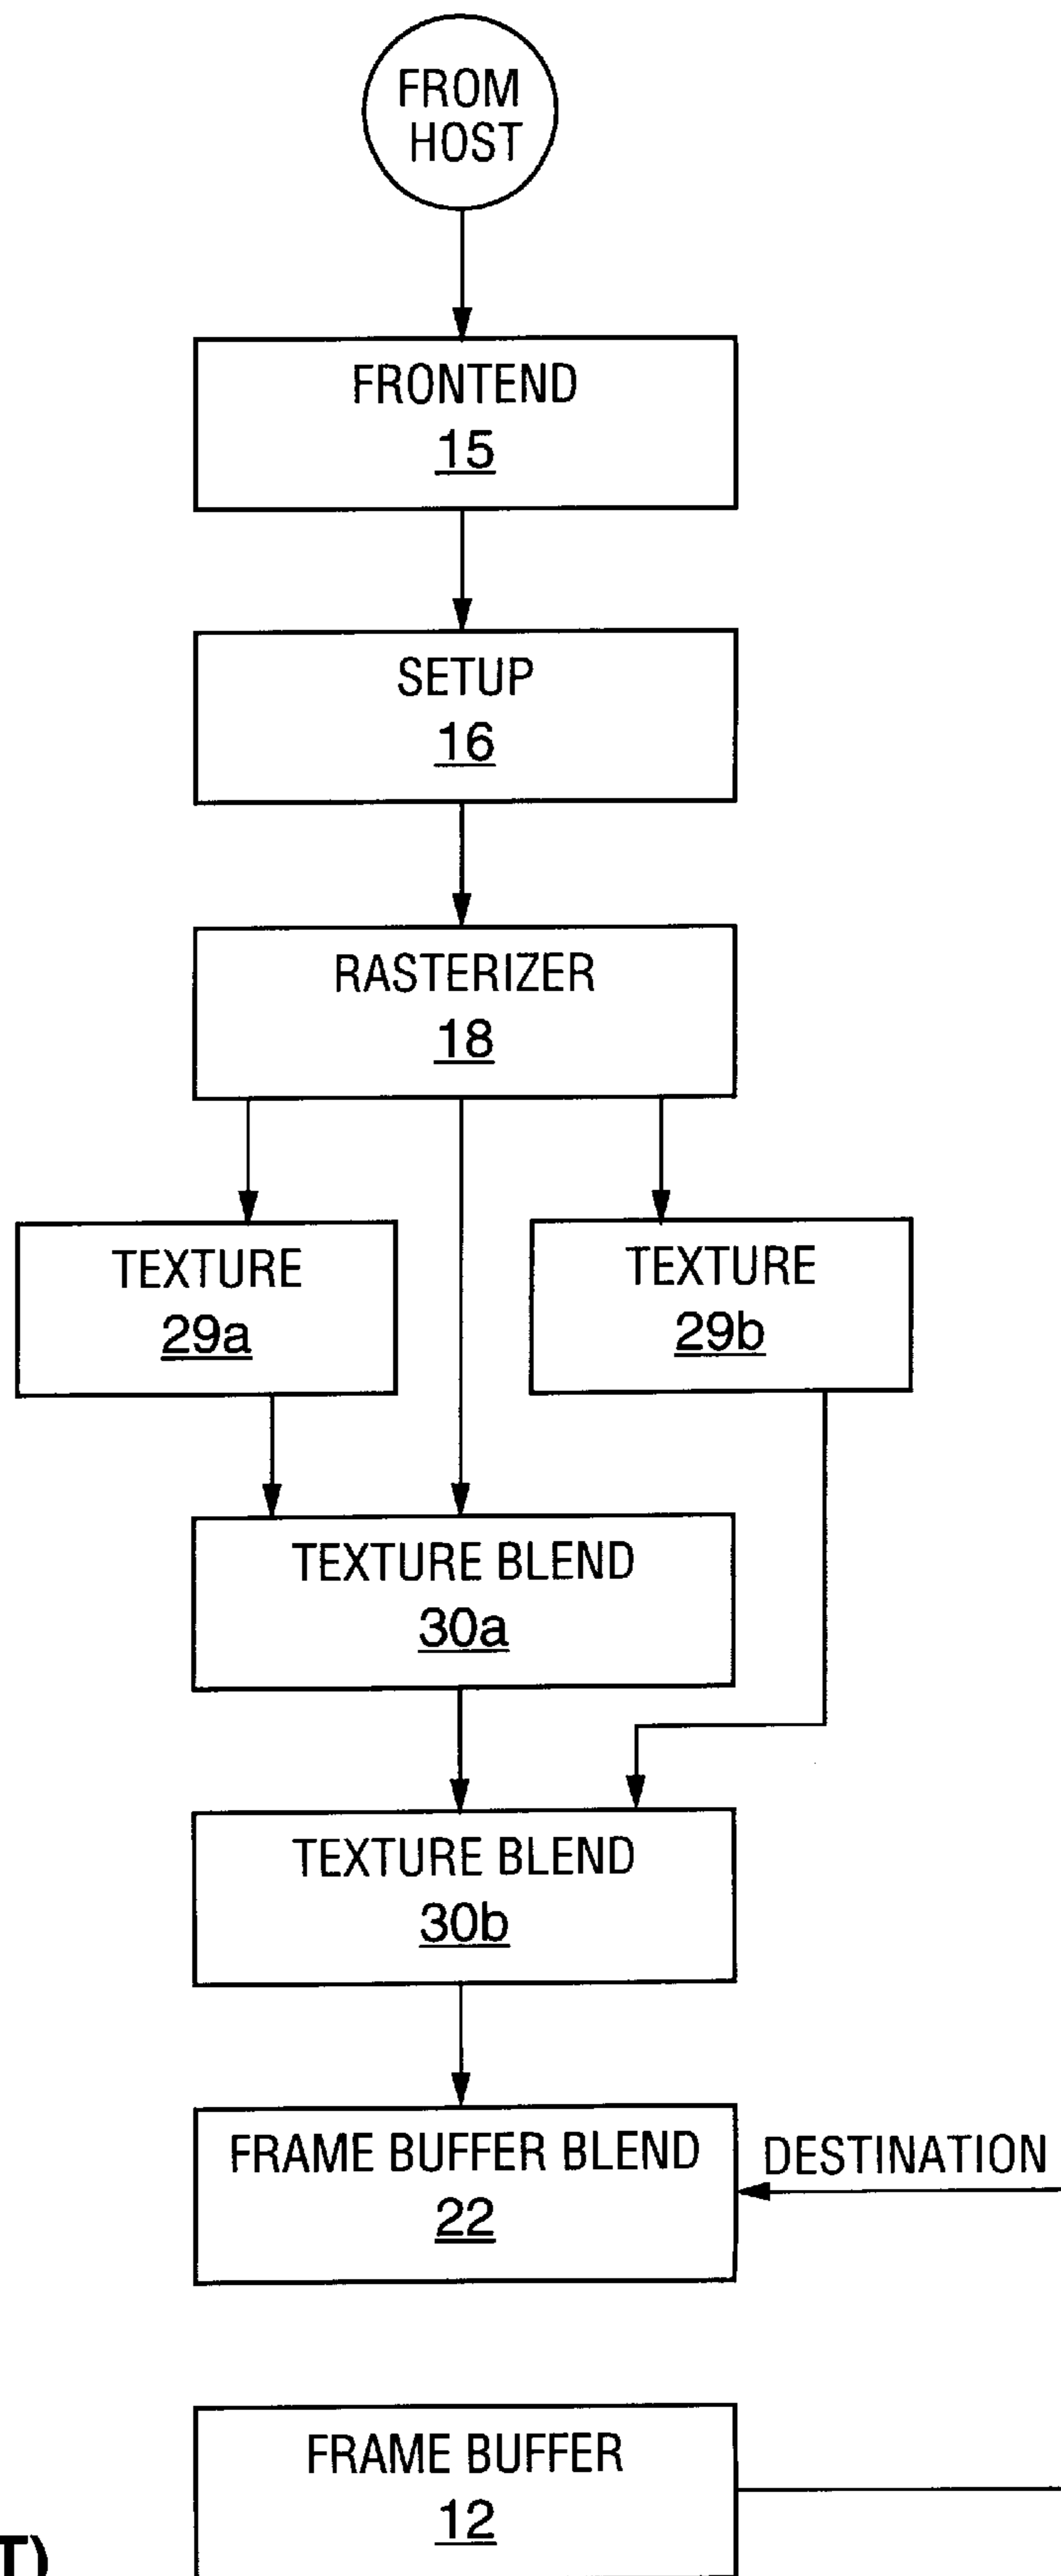 FROM
HOST
FRONTEND
15
SETUP
16
RASTERIZER
18
TEXTURE
29a
TEXTURE
29b
TEXTURE BLEND
30a
TEXTURE BLEND
30b
FRAME BUFFER BLEND
22
DESTINATION
FRAME BUFFER
12
T)